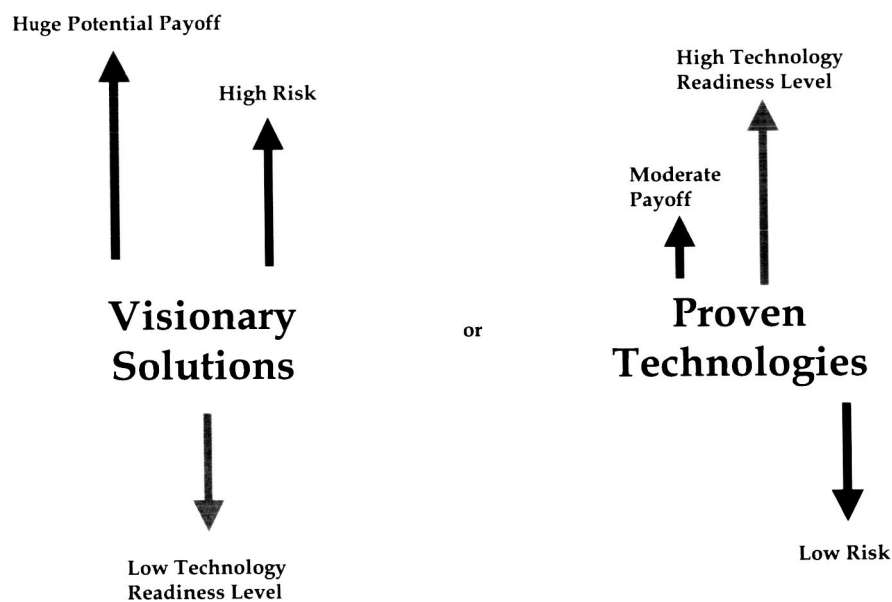 Huge Potential Payoff
High Risk
Visionary
Solutions
Low Technology
Readiness Level
or
High Technology
Readiness Level
Moderate
Payoff
Proven
Technologies
Low Risk